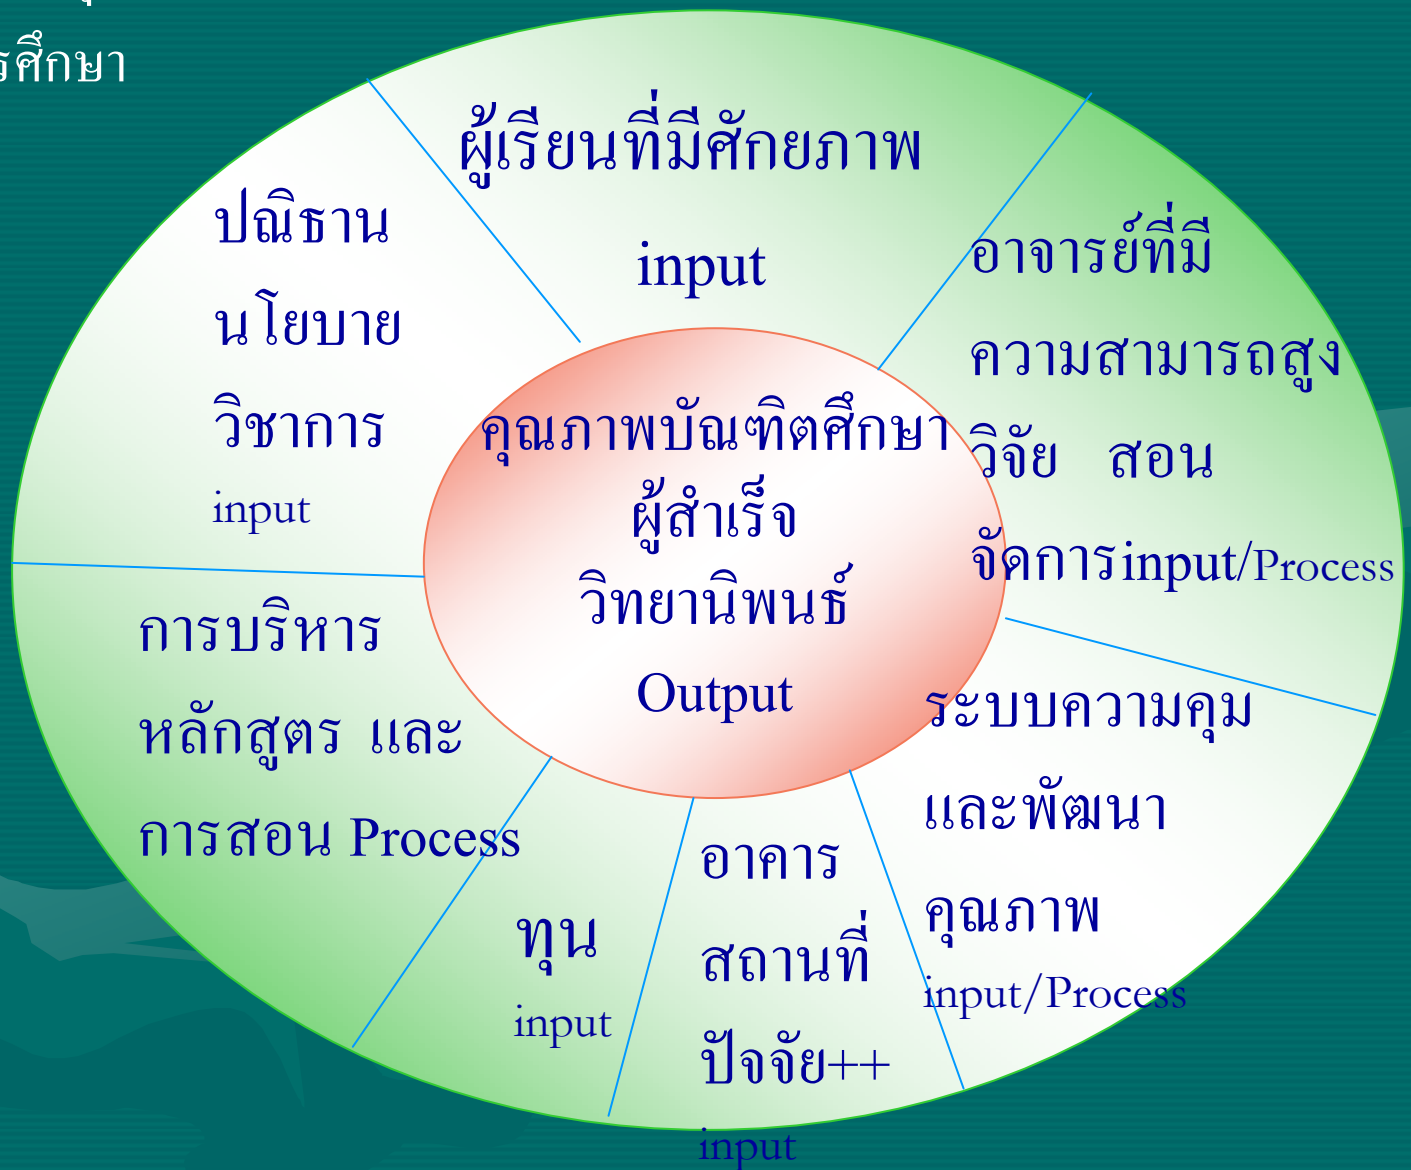 รศึกษา
ผู้เรียนที่มีศักยภาพ
input
อาจารย์ที่มี
ความสามารถสูง
วิจัย สอน
จัดการinput/Process
ปณิธาน
นโยบาย
วิชาการ
input
คุณภาพบัณฑิตศึกษา
ผู้สำเร็จ
วิทยานิพนธ์
Output
การบริหาร
หลักสูตร และ
การสอน Process
ระบบความคุม
และพัฒนา
คุณภาพ
input/Process
ทุน
input
อาคาร
สถานที่
ปัจจัย++
input